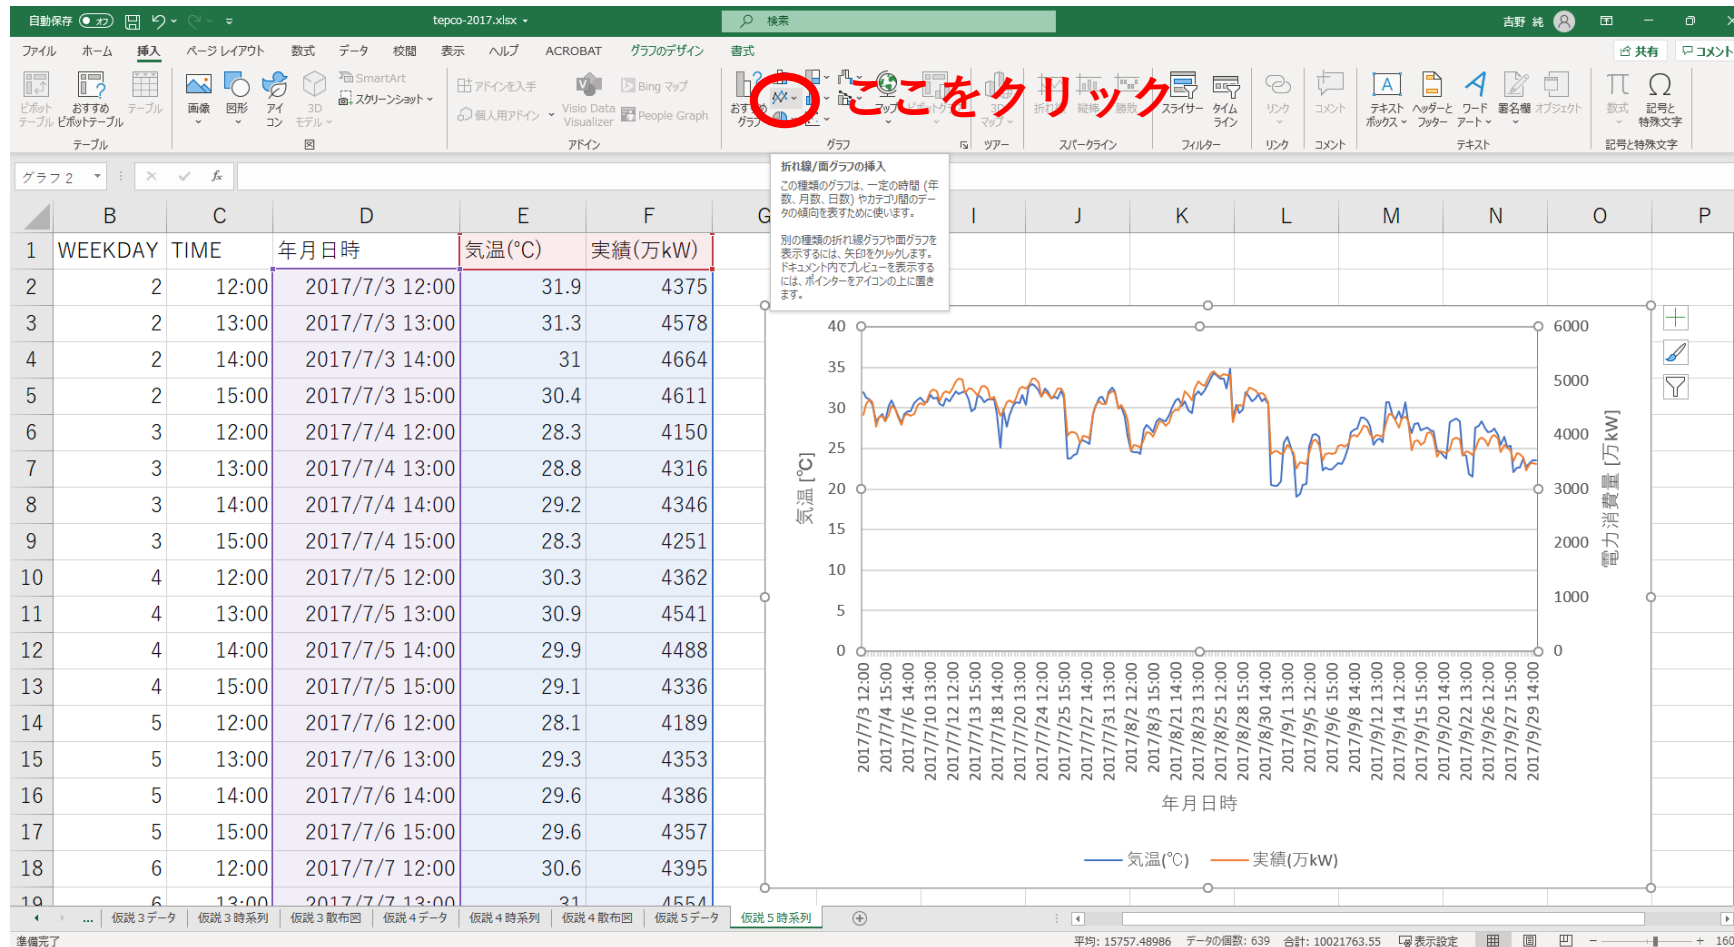 自動保存 オフ tepco-2017.xlsx 検索 吉野 純
ファイル ホーム 挿入 ページ レイアウト 数式 データ 校閲 表示 ヘルプ ACROBAT グラフのデザイン 書式 共有 コメント
ピボットテーブル おすすめピボットテーブル テーブル 画像 図形 アイコン 3Dモデル SmartArt スクリーンショット アドインを入手 個人用アドイン Visio Data Visualizer Bing マップ People Graph おすすめグラフ マップ スライサー タイムライン リンク コメント テキストボックス ヘッダーとフッター ワードアート 署名欄 オブジェクト 数式 記号と特殊文字
ここをクリック
テーブル 図 アドイン グラフ ツアー スパークライン フィルター リンク コメント テキスト 記号と特殊文字
グラフ 2 fx
折れ線/面グラフの挿入
この種類のグラフは、一定の時間 (年
数、月数、日数) やカテゴリ間のデー
タの傾向を表すために使います。
別の種類の折れ線グラフや面グラフを
表示するには、矢印をクリックします。
ドキュメント内でプレビューを表示する
には、ポインターをアイコンの上に置き
ます。
B C D E F G I J K L M N O P
1 WEEKDAY TIME 年月日時 気温(℃) 実績(万kW)
2 2 12:00 2017/7/3 12:00 31.9 4375
3 2 13:00 2017/7/3 13:00 31.3 4578
4 2 14:00 2017/7/3 14:00 31 4664
5 2 15:00 2017/7/3 15:00 30.4 4611
6 3 12:00 2017/7/4 12:00 28.3 4150
7 3 13:00 2017/7/4 13:00 28.8 4316
8 3 14:00 2017/7/4 14:00 29.2 4346
9 3 15:00 2017/7/4 15:00 28.3 4251
10 4 12:00 2017/7/5 12:00 30.3 4362
11 4 13:00 2017/7/5 13:00 30.9 4541
12 4 14:00 2017/7/5 14:00 29.9 4488
13 4 15:00 2017/7/5 15:00 29.1 4336
14 5 12:00 2017/7/6 12:00 28.1 4189
15 5 13:00 2017/7/6 13:00 29.3 4353
16 5 14:00 2017/7/6 14:00 29.6 4386
17 5 15:00 2017/7/6 15:00 29.6 4357
18 6 12:00 2017/7/7 12:00 30.6 4395
19 6 13:00 2017/7/7 13:00 31 4554
気温 [℃]
40
35
30
25
20
15
10
5
0
6000
5000
4000
3000
2000
1000
0
電力消費量 [万kW]
2017/7/3 12:00
2017/7/4 15:00
2017/7/6 14:00
2017/7/10 13:00
2017/7/12 12:00
2017/7/13 15:00
2017/7/18 14:00
2017/7/20 13:00
2017/7/24 12:00
2017/7/25 15:00
2017/7/27 14:00
2017/7/31 13:00
2017/8/2 12:00
2017/8/3 15:00
2017/8/21 14:00
2017/8/23 13:00
2017/8/25 12:00
2017/8/28 15:00
2017/8/30 14:00
2017/9/1 13:00
2017/9/5 12:00
2017/9/6 15:00
2017/9/8 14:00
2017/9/12 13:00
2017/9/14 12:00
2017/9/15 15:00
2017/9/20 14:00
2017/9/22 13:00
2017/9/26 12:00
2017/9/27 15:00
2017/9/29 14:00
年月日時
気温(℃) 実績(万kW)
... 仮説３データ 仮説３時系列 仮説３散布図 仮説４データ 仮説４時系列 仮説４散布図 仮説５データ 仮説５時系列
準備完了 平均: 15757.48986 データの個数: 639 合計: 10021763.55 表示設定 160